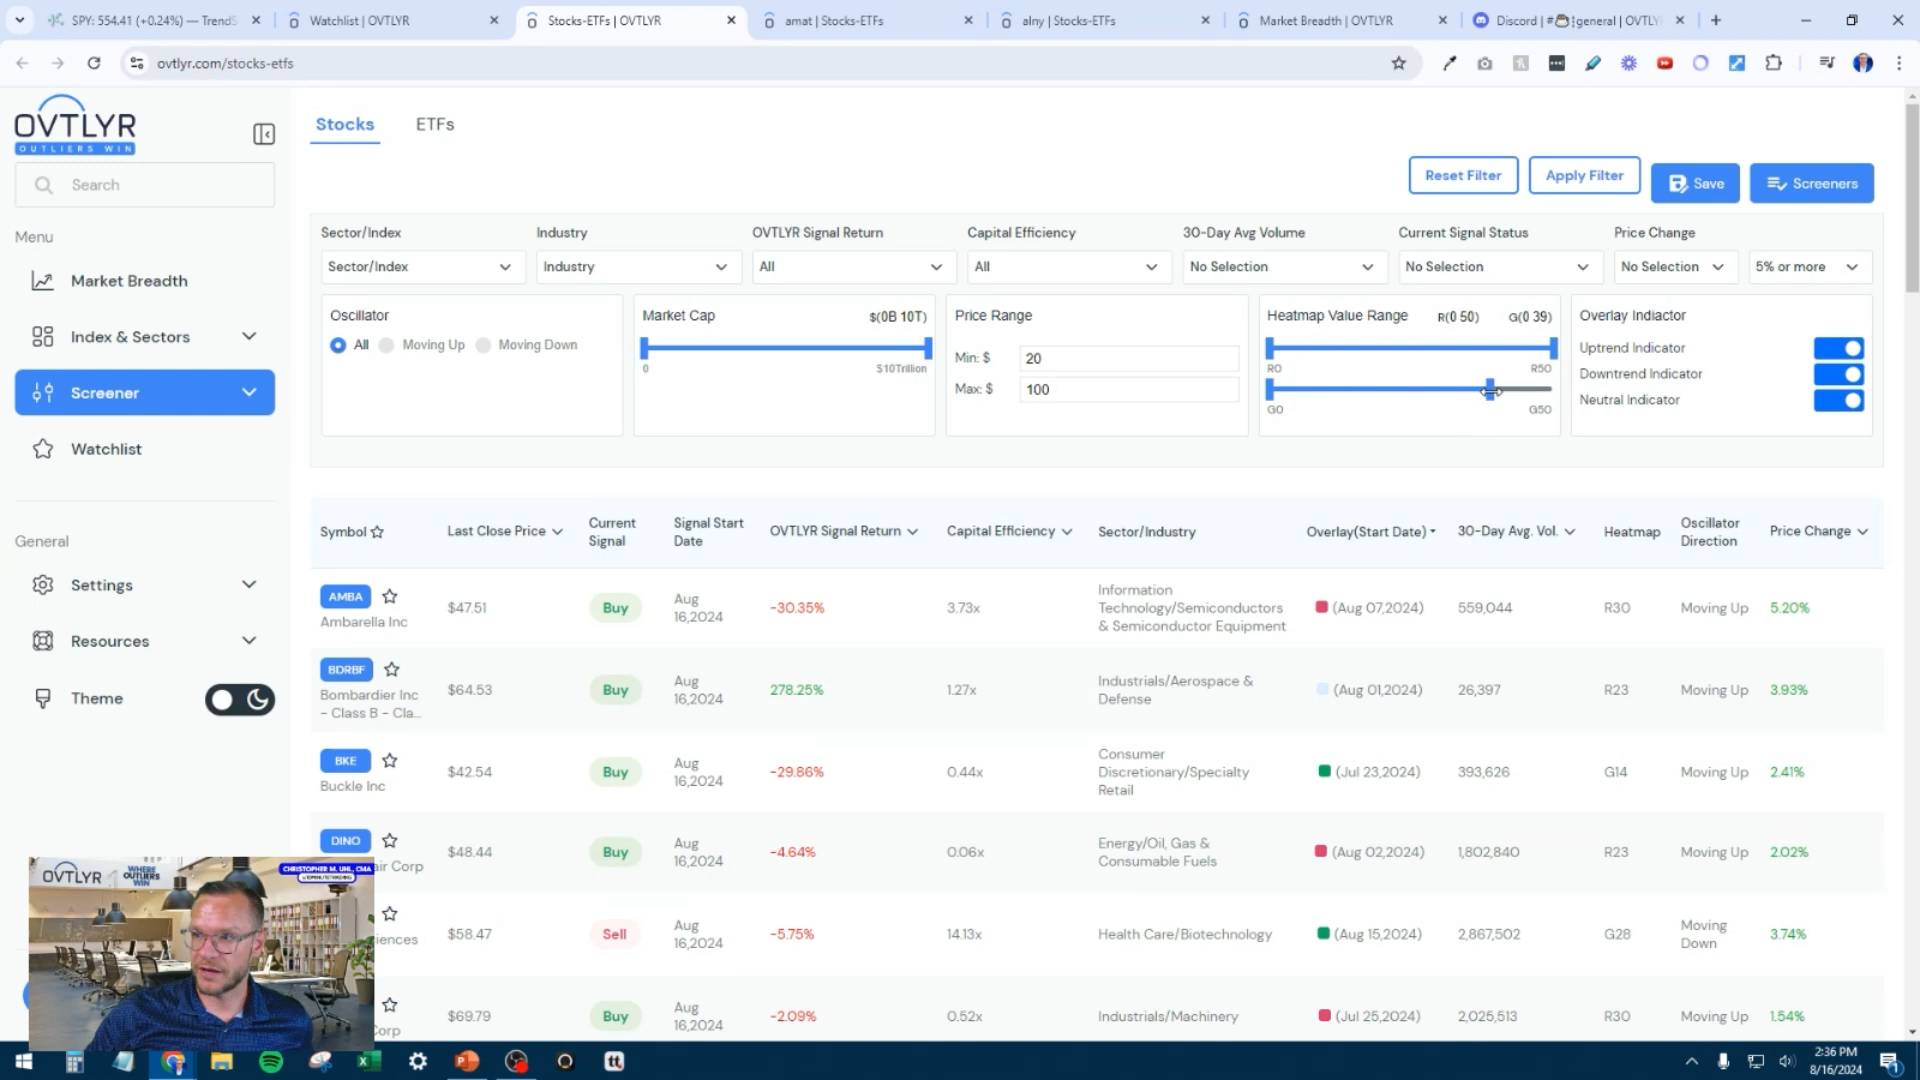 SPY: 554.41 (+0.24%) — Trend
Watchlist | OVTLYR
Stocks-ETFs | OVTLYR
amat | Stocks-ETFs
alny | Stocks-ETFs
Market Breadth | OVTLYR
Discord | # general | OVTLY
ovtlyr.com/stocks-etfs
OVTLYR
OUTLIERS WIN
Search
Menu
Market Breadth
Index & Sectors
Screener
Watchlist
General
Settings
Resources
Theme
Stocks
ETFs
Reset Filter
Apply Filter
Save
Screeners
Sector/Index
Industry
OVTLYR Signal Return
Capital Efficiency
30-Day Avg Volume
Current Signal Status
Price Change
Sector/Index
Industry
All
All
No Selection
No Selection
No Selection
5% or more
Oscillator
All
Moving Up
Moving Down
Market Cap
$(0B 10T)
0
$10Trillion
Price Range
Min: $
20
Max: $
100
Heatmap Value Range
R(0 50)
G(0 39)
R0
R50
G0
G50
Overlay Indiactor
Uptrend Indicator
Downtrend Indicator
Neutral Indicator
Symbol
Last Close Price
Current Signal
Signal Start Date
OVTLYR Signal Return
Capital Efficiency
Sector/Industry
Overlay(Start Date)
30-Day Avg. Vol.
Heatmap
Oscillator Direction
Price Change
AMBA
Ambarella Inc
$47.51
Buy
Aug 16,2024
-30.35%
3.73x
Information
Technology/Semiconductors
& Semiconductor Equipment
(Aug 07,2024)
559,044
R30
Moving Up
5.20%
BDRBF
Bombardier Inc
- Class B - Cla...
$64.53
Buy
Aug 16,2024
278.25%
1.27x
Industrials/Aerospace &
Defense
(Aug 01,2024)
26,397
R23
Moving Up
3.93%
BKE
Buckle Inc
$42.54
Buy
Aug 16,2024
-29.86%
0.44x
Consumer
Discretionary/Specialty
Retail
(Jul 23,2024)
393,626
G14
Moving Up
2.41%
DINO
air Corp
$48.44
Buy
Aug 16,2024
-4.64%
0.06x
Energy/Oil, Gas &
Consumable Fuels
(Aug 02,2024)
1,802,840
R23
Moving Up
2.02%
iences
$58.47
Sell
Aug 16,2024
-5.75%
14.13x
Health Care/Biotechnology
(Aug 15,2024)
2,867,502
G28
Moving Down
3.74%
Corp
$69.79
Buy
Aug 16,2024
-2.09%
0.52x
Industrials/Machinery
(Jul 25,2024)
2,025,513
R30
Moving Up
1.54%
OVTLYR
WHERE
OUTLIERS
WIN
CHRISTOPHER M. UHL, CMA
tt
2:36 PM
8/16/2024
1